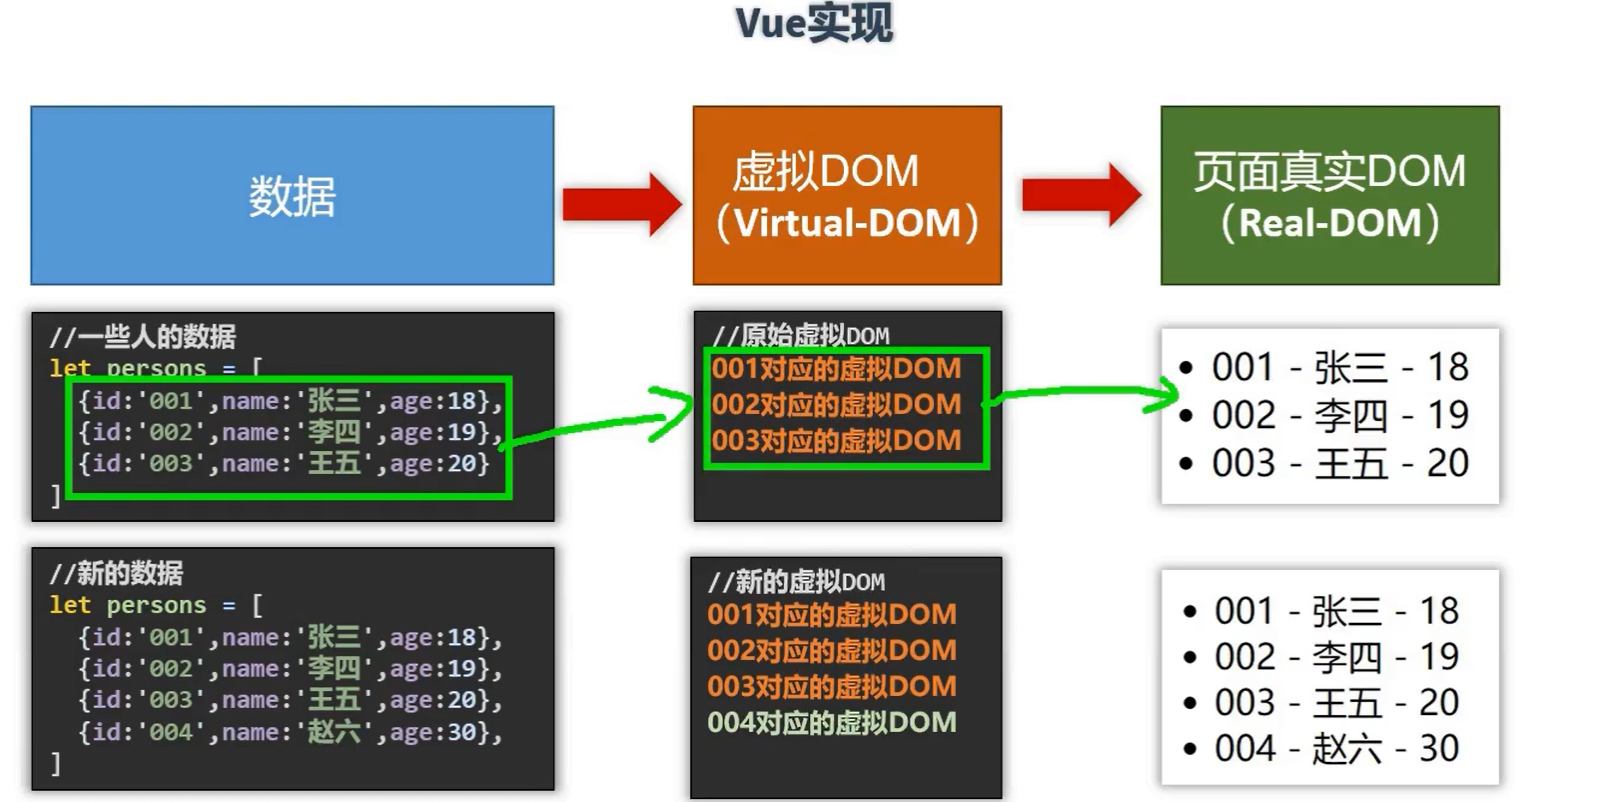 Vue实现
数据
虚拟DOM
（Virtual-DOM）
页面真实DOM
（Real-DOM）
//一些人的数据
let persons = [
{id:'001',name:'张三',age:18},
{id:'002',name:'李四',age:19},
{id:'003',name:'王五',age:20}
]
//原始虚拟DOM
001对应的虚拟DOM
002对应的虚拟DOM
003对应的虚拟DOM
• 001 - 张三 - 18
• 002 - 李四 - 19
• 003 - 王五 - 20
//新的数据
let persons = [
{id:'001',name:'张三',age:18},
{id:'002',name:'李四',age:19},
{id:'003',name:'王五',age:20},
{id:'004',name:'赵六',age:30},
]
//新的虚拟DOM
001对应的虚拟DOM
002对应的虚拟DOM
003对应的虚拟DOM
004对应的虚拟DOM
• 001 - 张三 - 18
• 002 - 李四 - 19
• 003 - 王五 - 20
• 004 - 赵六 - 30